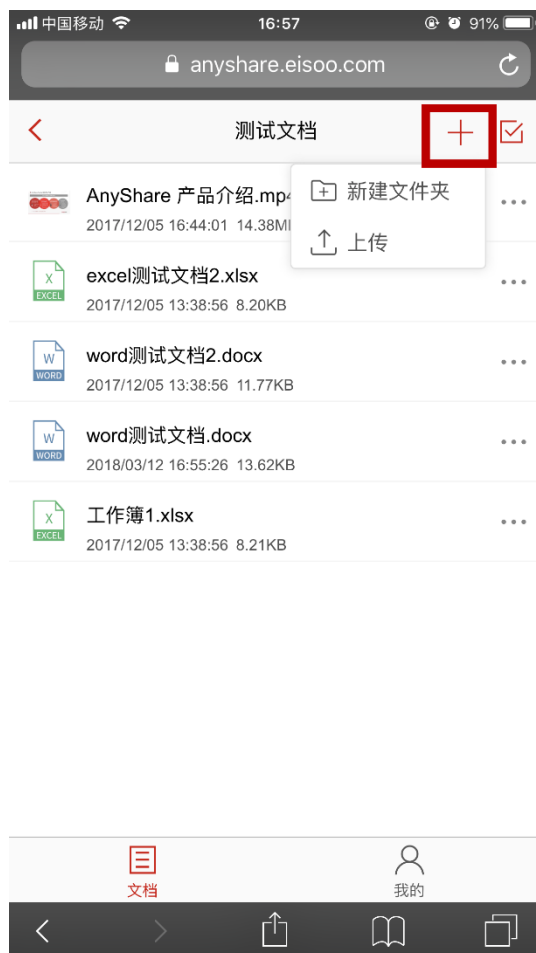 中国移动 16:57 91%
anyshare.eisoo.com
测试文档
新建文件夹
上传
AnyShare 产品介绍.mp4
2017/12/05 16:44:01 14.38M
excel测试文档2.xlsx
2017/12/05 13:38:56 8.20KB
word测试文档2.docx
2017/12/05 13:38:56 11.77KB
word测试文档.docx
2018/03/12 16:55:26 13.62KB
工作簿1.xlsx
2017/12/05 13:38:56 8.21KB
X
EXCEL
W
WORD
W
WORD
X
EXCEL
文档
我的